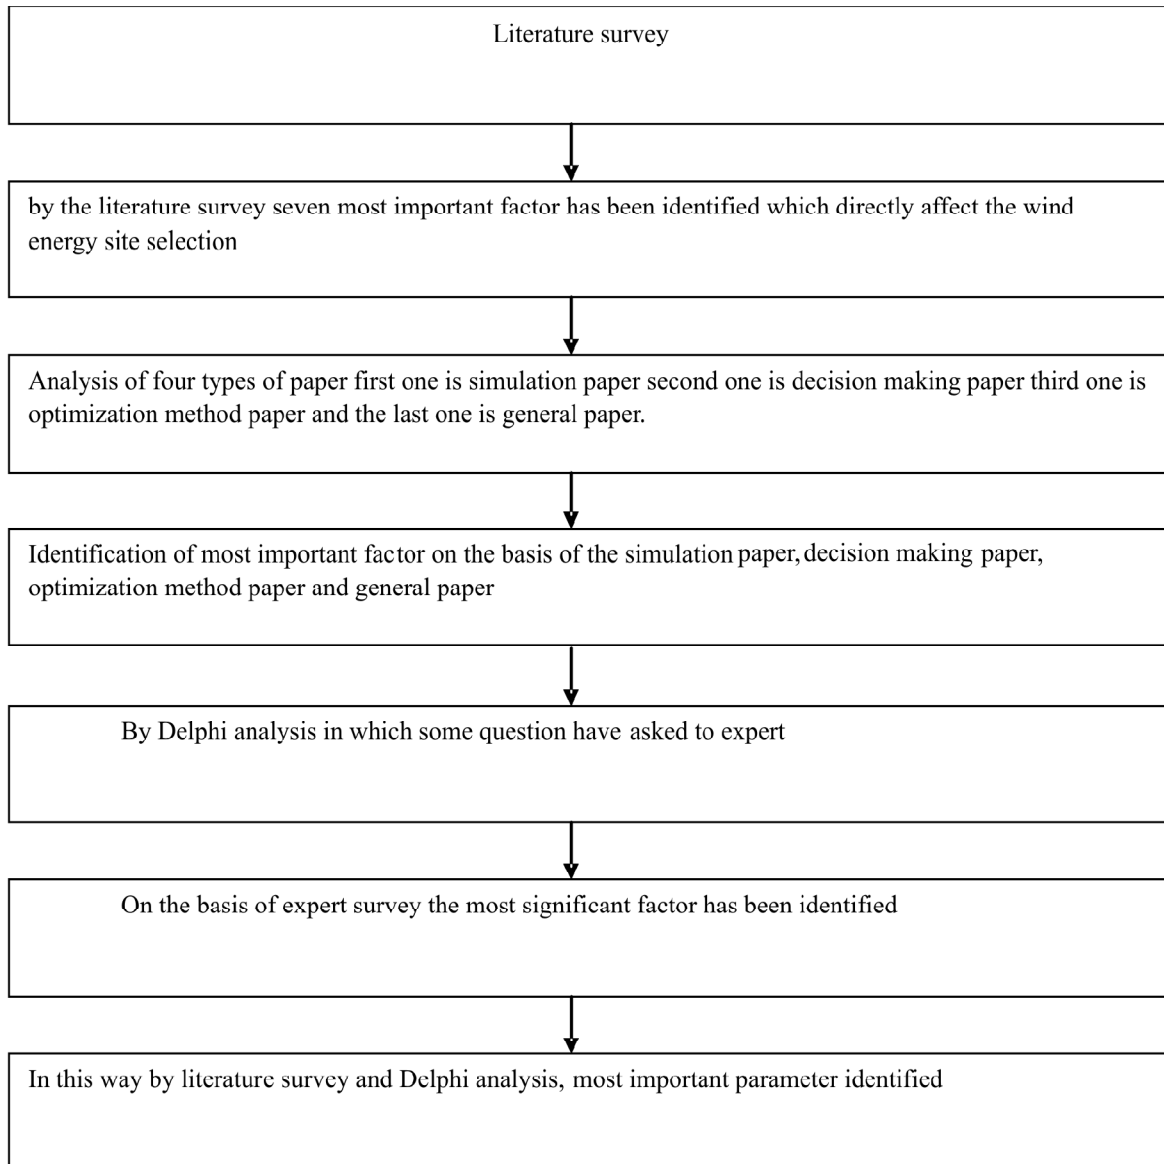 Literature survey
by the literature survey seven most important factor has been identified which directly affect the wind
energy site selection
Analysis of four types of paper first one is simulation paper second one is decision making paper third one is
optimization method paper and the last one is general paper.
Identification of most important factor on the basis of the simulation paper, decision making paper,
optimization method paper and general paper
By Delphi analysis in which some question have asked to expert
On the basis of expert survey the most significant factor has been identified
In this way by literature survey and Delphi analysis, most important parameter identified